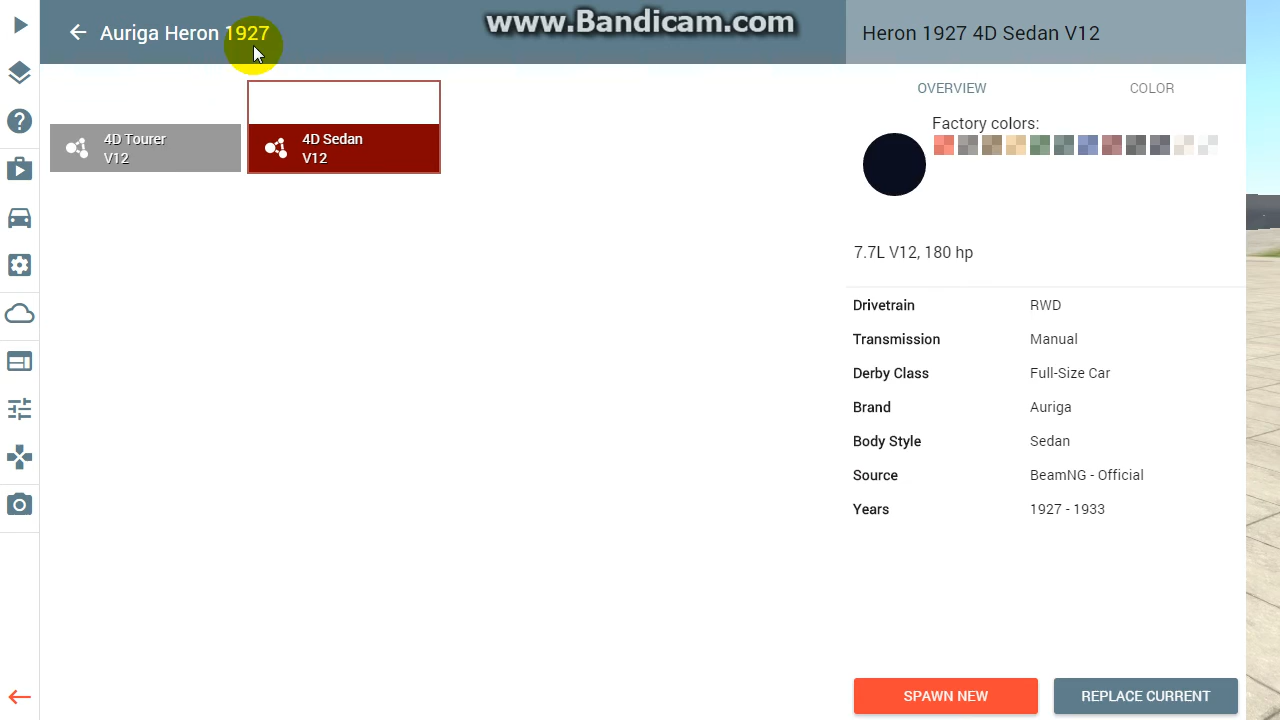 www.Bandicam.com
Auriga Heron 1927
4D Tourer
V12
4D Sedan
V12
Heron 1927 4D Sedan V12
OVERVIEW
COLOR
Factory colors:
7.7L V12, 180 hp
Drivetrain RWD
Transmission Manual
Derby Class Full-Size Car
Brand Auriga
Body Style Sedan
Source BeamNG - Official
Years 1927 - 1933
SPAWN NEW
REPLACE CURRENT